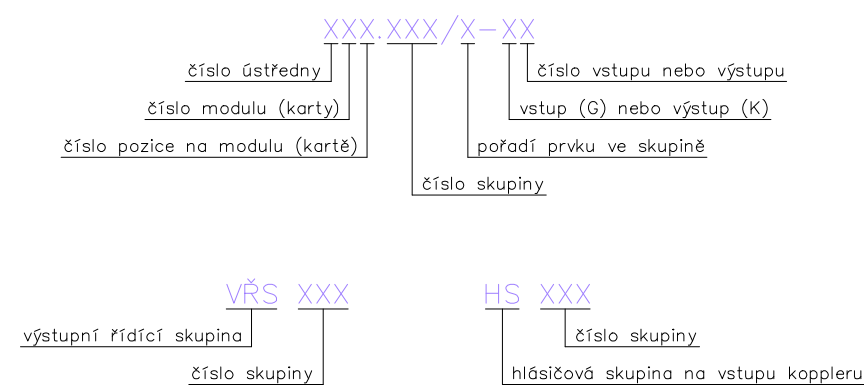 XXX.XXX/X-XX
číslo ústředny
číslo vstupu nebo výstupu
číslo modulu (karty)
vstup (G) nebo výstup (K)
číslo pozice na modulu (kartě)
pořadí prvku ve skupině
číslo skupiny
VŘS XXX
HS XXX
výstupní řídící skupina
číslo skupiny
číslo skupiny
hlásičová skupina na vstupu koppleru